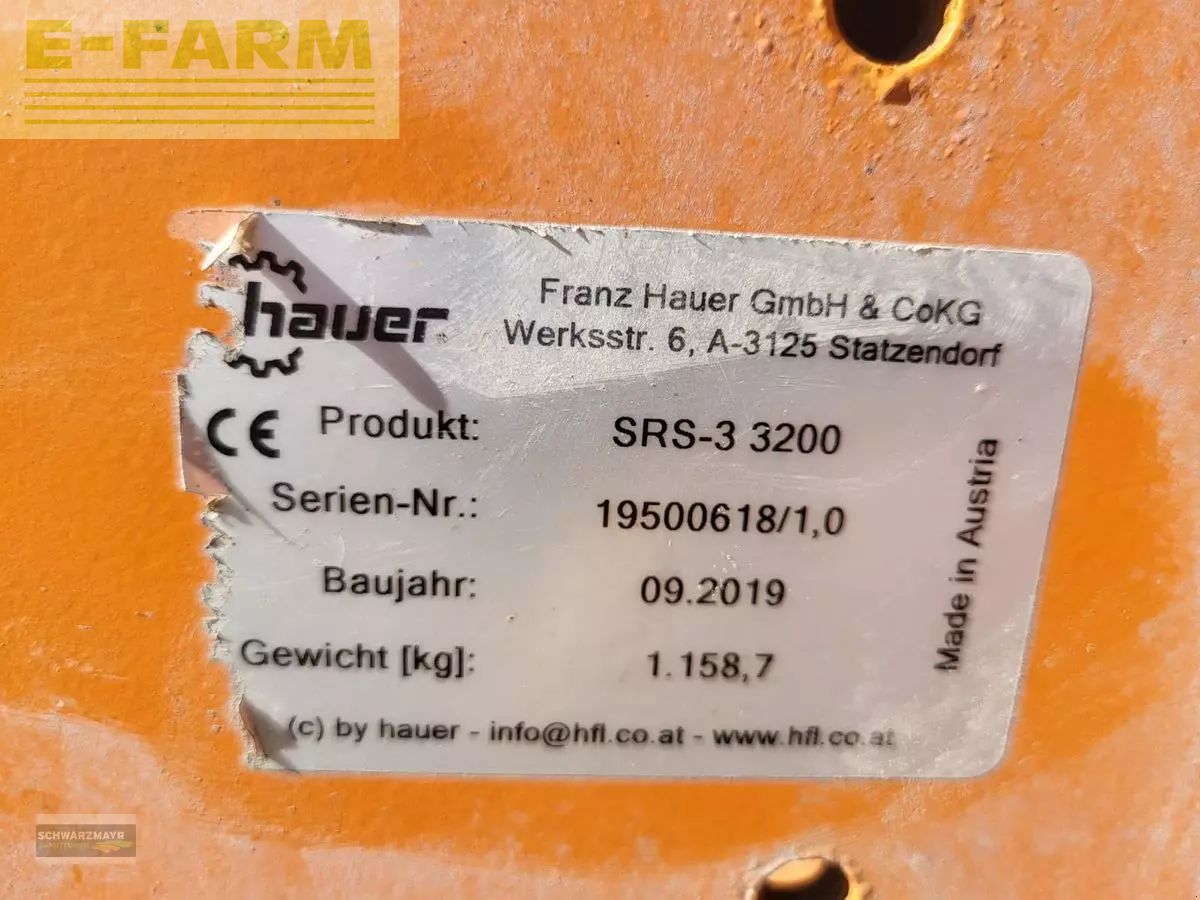 E-FARM
hauer
Franz Hauer GmbH & CoKG
Werksstr. 6, A-3125 Statzendorf
CE Produkt: SRS-3 3200
Serien-Nr.: 19500618/1,0
Baujahr: 09.2019
Gewicht [kg]: 1.158,7
Made in Austria
(c) by hauer - info@hfl.co.at - www.hfl.co.at
SCHWARZMAYR
LANDTECHNIK